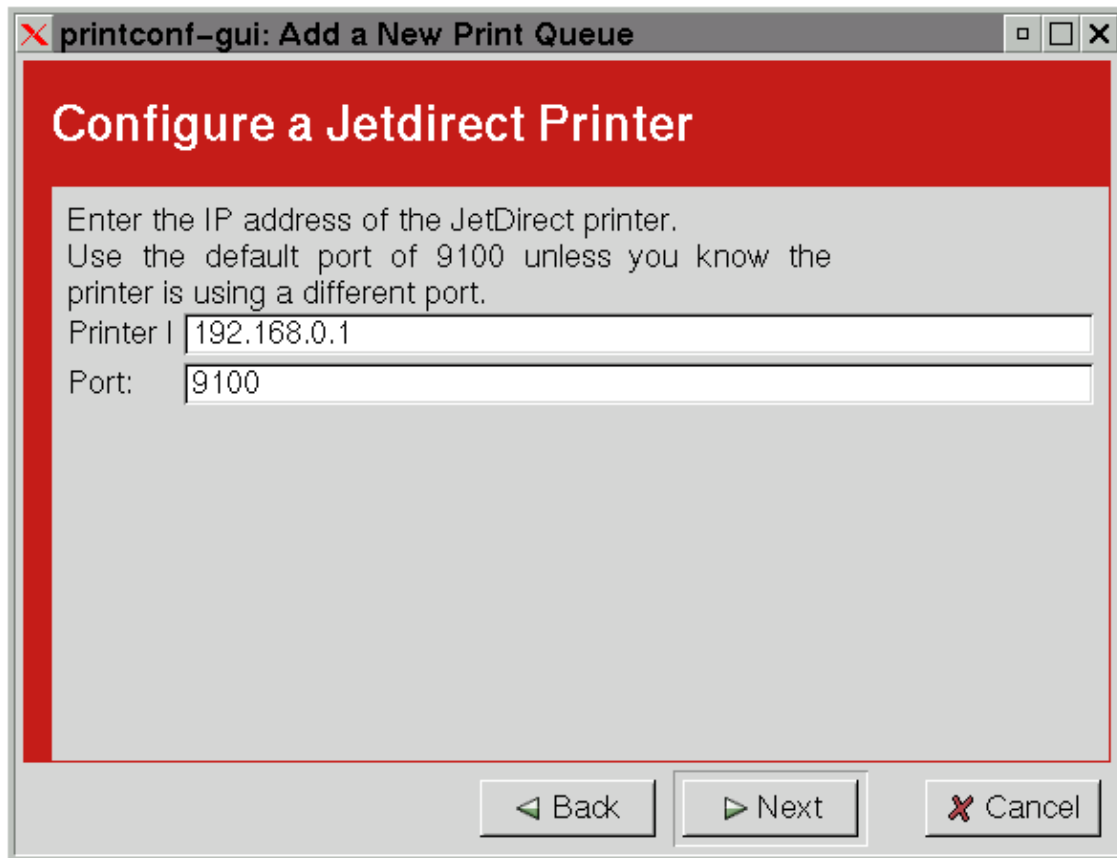 printconf-gui: Add a New Print Queue
Configure a Jetdirect Printer
Enter the IP address of the JetDirect printer.
Use the default port of 9100 unless you know the
printer is using a different port.
Printer I 192.168.0.1
Port: 9100
Back Next Cancel